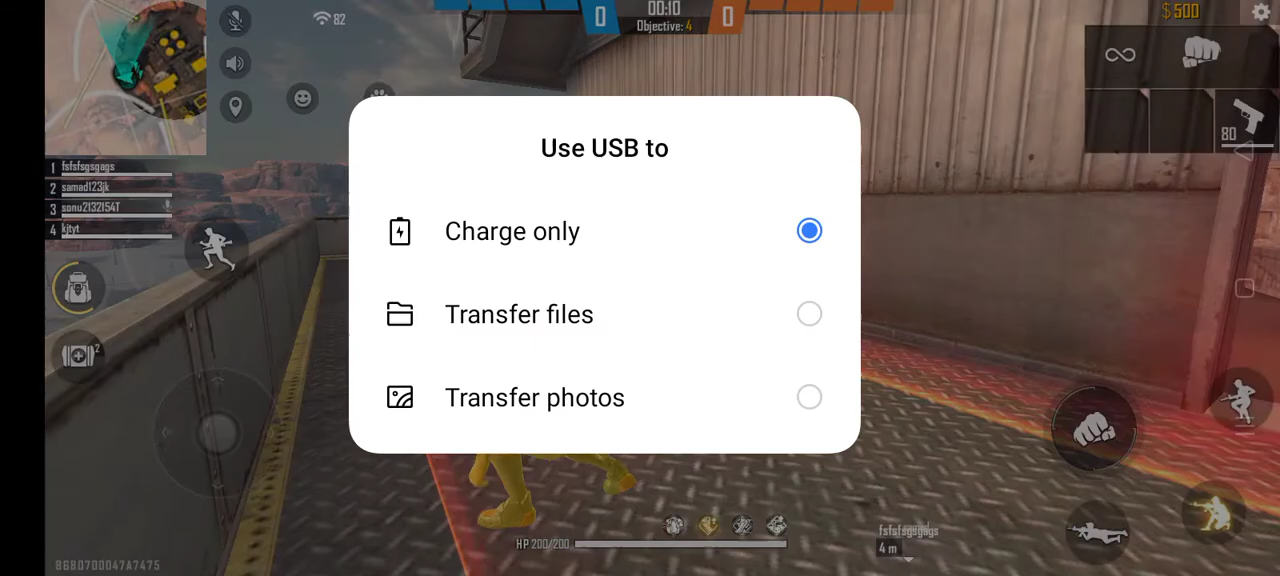 82
0
00:10
0
Objective: 4
$500
80
1 fsfsfsgsgags
2 samad123jk
3 sonu2132154T
4 kjtyt
2
Use USB to
Charge only
Transfer files
Transfer photos
HP 200/200
fsfsfsgsgags
4 m
8680700047A7475